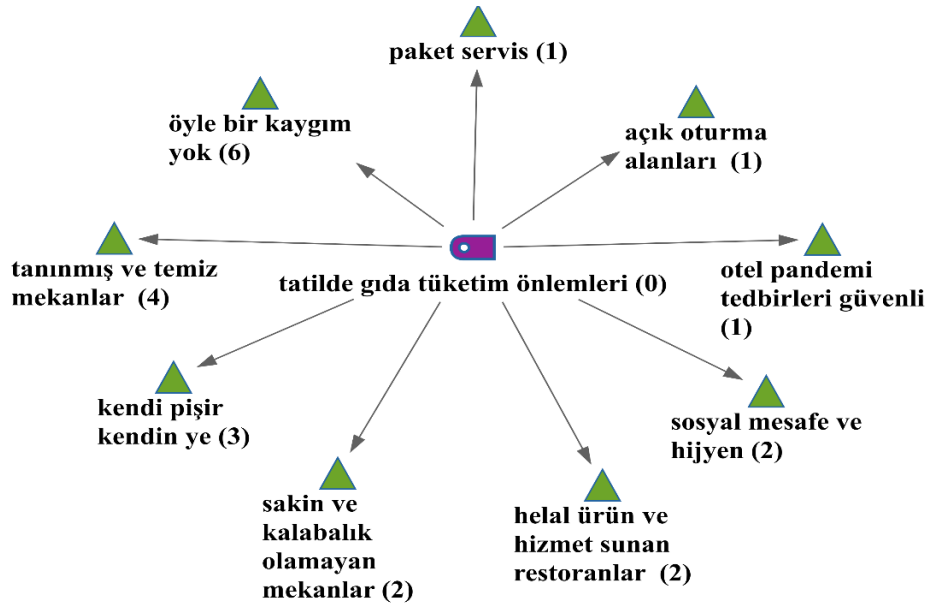 paket servis (1)
öyle bir kaygım
yok (6)
açık oturma
alanları (1)
tanınmış ve temiz
mekanlar (4)
tatilde gıda tüketim önlemleri (0)
otel pandemi
tedbirleri güvenli
(1)
kendi pişir
kendin ye (3)
sosyal mesafe ve
hijyen (2)
sakin ve
kalabalık
olamayan
mekanlar (2)
helal ürün ve
hizmet sunan
restoranlar (2)